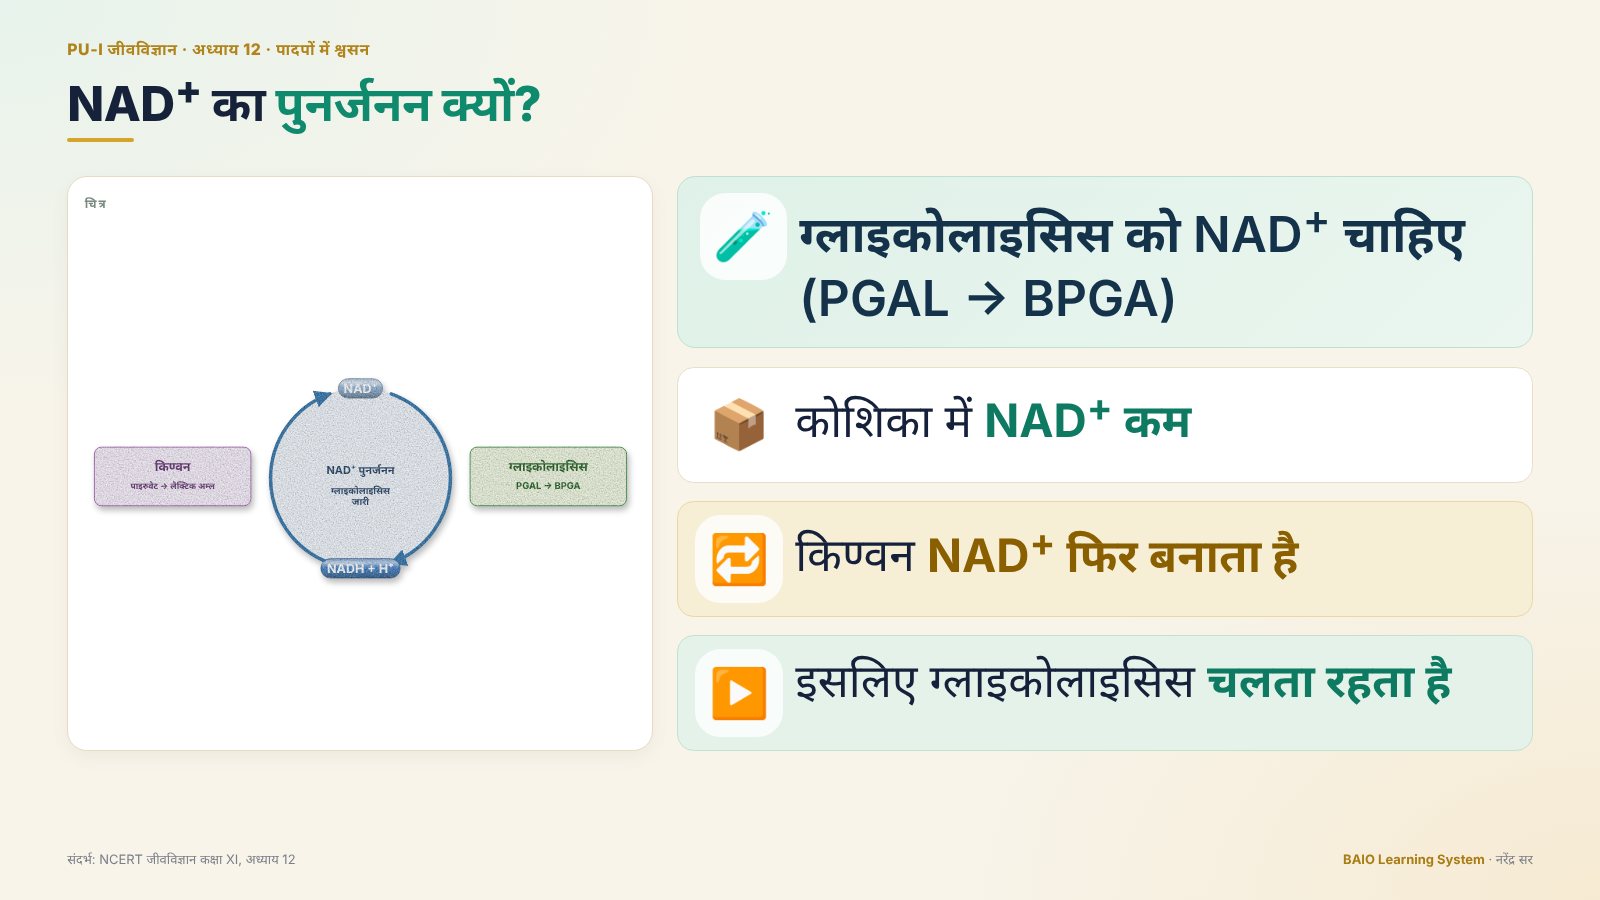 PU-I जीवविज्ञान · अध्याय 12 · पादपों में श्वसन
NAD⁺ का पुनर्जनन क्यों?
चित्र
NAD⁺
किण्वन
पाइरुवेट → लैक्टिक अम्ल
NAD⁺ पुनर्जनन
ग्लाइकोलाइसिस
जारी
ग्लाइकोलाइसिस
PGAL → BPGA
NADH + H⁺
ग्लाइकोलाइसिस को NAD⁺ चाहिए
(PGAL → BPGA)
कोशिका में NAD⁺ कम
किण्वन NAD⁺ फिर बनाता है
इसलिए ग्लाइकोलाइसिस चलता रहता है
संदर्भ: NCERT जीवविज्ञान कक्षा XI, अध्याय 12
BAIO Learning System · नरेंद्र सर